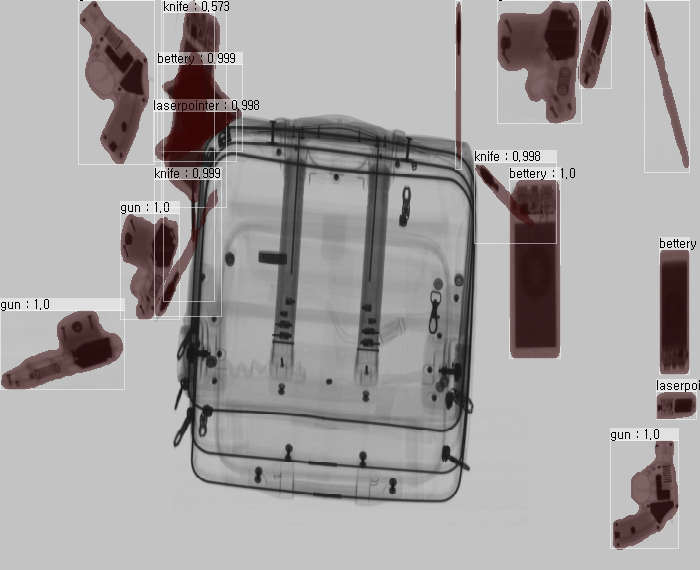 knife : 0.573
bettery : 0.999
laserpointer : 0.998
knife : 0.998
knife : 0.999
bettery : 1.0
gun : 1.0
bettery
gun : 1.0
laserpoi
gun : 1.0